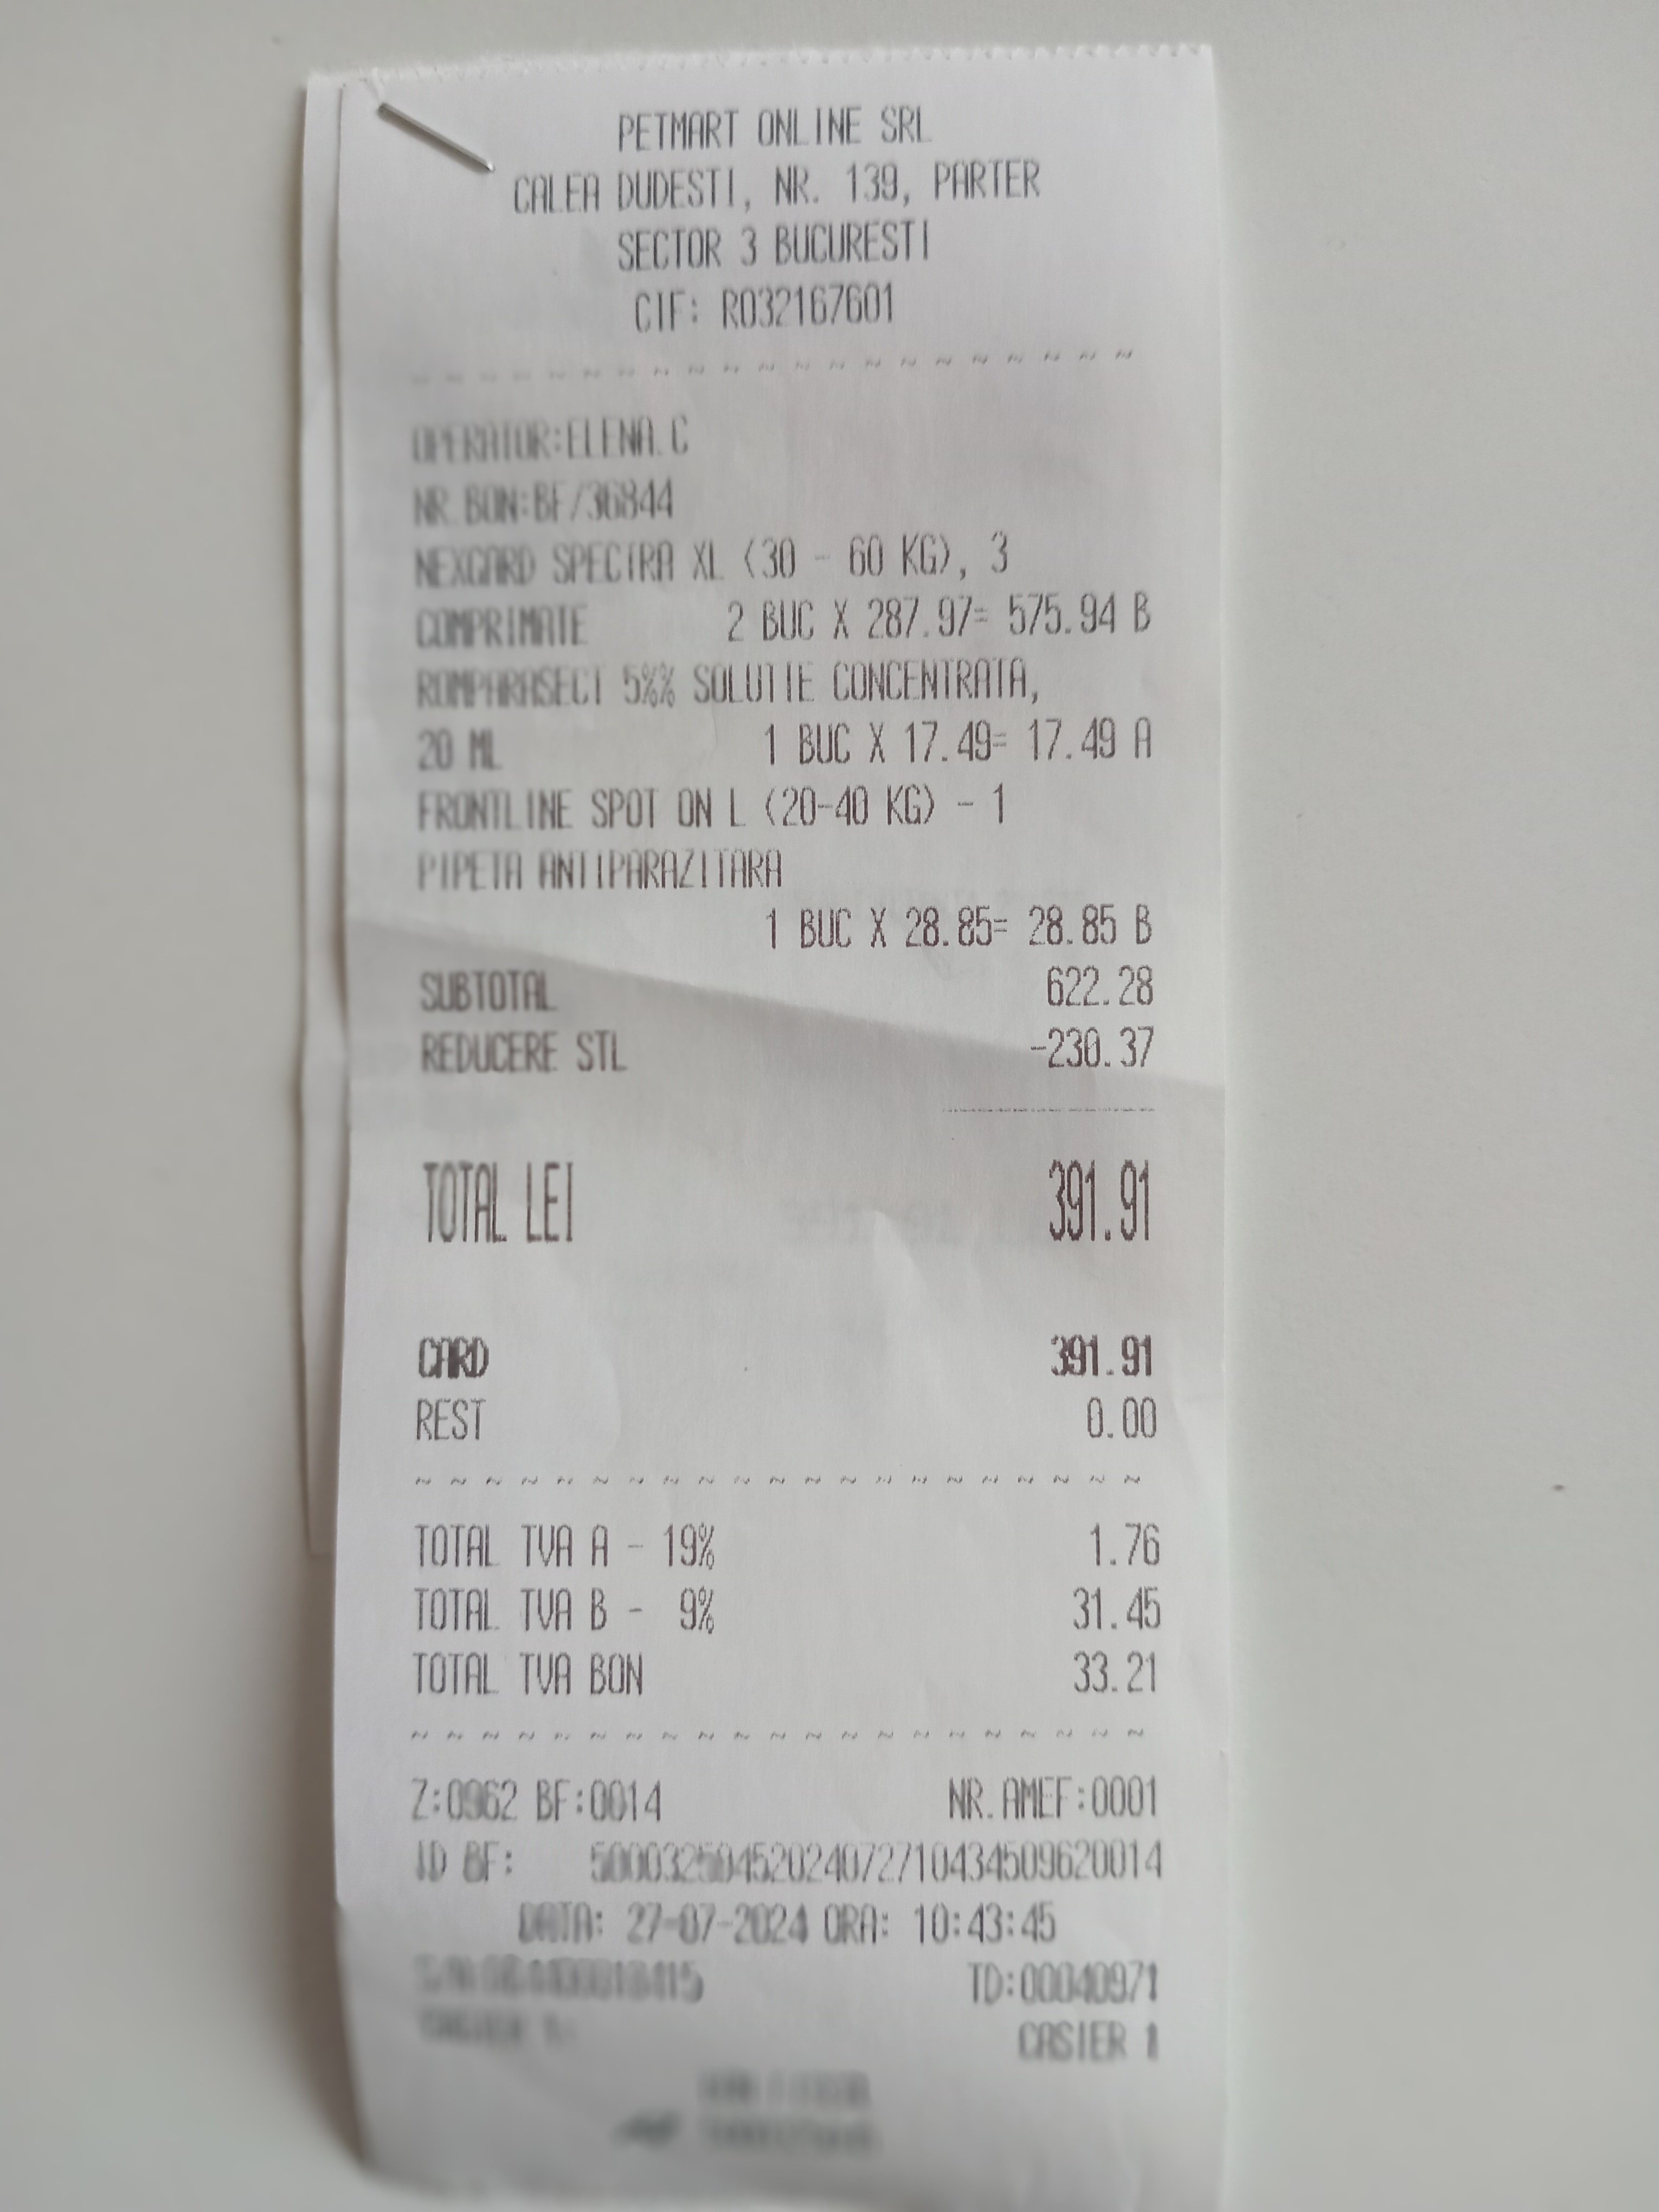 PETMART ONLINE SRL
CALEA DUDESTI, NR. 139, PARTER
SECTOR 3 BUCURESTI
CIF: RO32167601
OPERATOR:ELENA.C
NR.BON:BF/36844
NEXGARD SPECTRA XL (30 - 60 KG), 3
COMPRIMATE 2 BUC X 287.97= 575.94 B
ROMPARASECT 5%% SOLUTIE CONCENTRATA,
20 ML 1 BUC X 17.49= 17.49 A
FRONTLINE SPOT ON L (20-40 KG) - 1
PIPETA ANTIPARAZITARA
1 BUC X 28.85= 28.85 B
SUBTOTAL 622.28
REDUCERE STL -230.37
TOTAL LEI 391.91
CARD 391.91
REST 0.00
TOTAL TVA A - 19% 1.76
TOTAL TVA B - 9% 31.45
TOTAL TVA BON 33.21
Z:0962 BF:0014 NR.AMEF:0001
ID BF: 50003250452024072710434509620014
DATA: 27-07-2024 ORA: 10:43:45
TD:00040971
CASIER 1